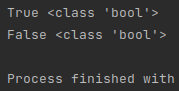 True <class 'bool'>
False <class 'bool'>
Process finished with